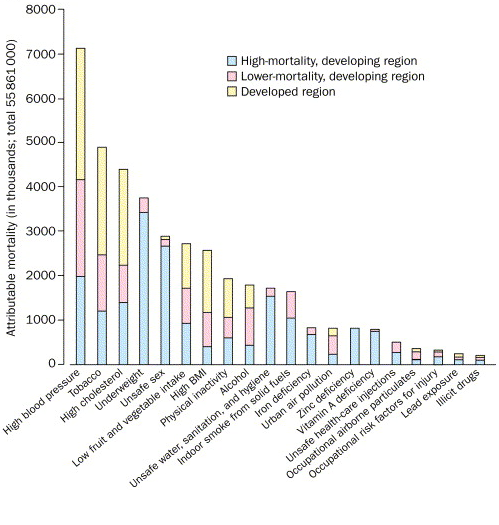 Attributable mortality (in thousands; total 55 861 000)
8000
7000
6000
5000
4000
3000
2000
1000
0
High-mortality, developing region
Lower-mortality, developing region
Developed region
High blood pressure
Tobacco
High cholesterol
Underweight
Unsafe sex
Low fruit and vegetable intake
High BMI
Physical inactivity
Alcohol
Unsafe water, sanitation, and hygiene
Indoor smoke from solid fuels
Iron deficiency
Urban air pollution
Zinc deficiency
Vitamin A deficiency
Unsafe health-care injections
Occupational airborne particulates
Occupational risk factors for injury
Lead exposure
Illicit drugs